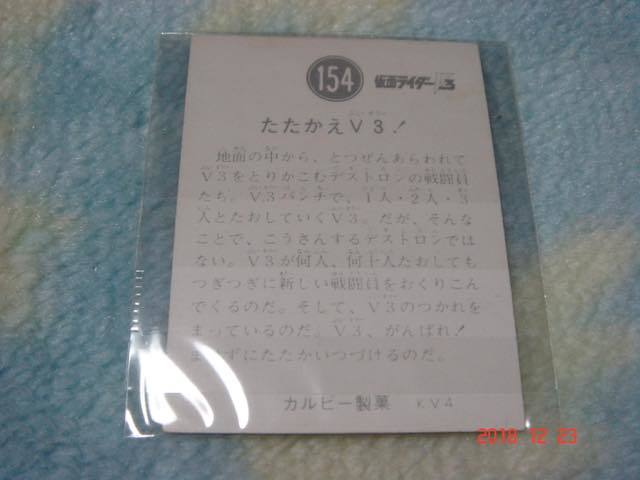 154 仮面ライダーV3
たたかえV3!
地面の中から、とつぜんあらわれて
V3をとりかこむデストロンの戦闘員
たち。V3パンチで、1人・2人・3
人とたおしていくV3。だが、そんな
ことで、こうさんするデストロンでは
ない。V3が何人、何十人たおしても
つぎつぎに新しい戦闘員をおくりこん
でくるのだ。そして、V3のつかれを
まっているのだ。V3、がんばれ!
まけずにたたかいつづけるのだ。
カルビー製菓 KV4
2018 12 23